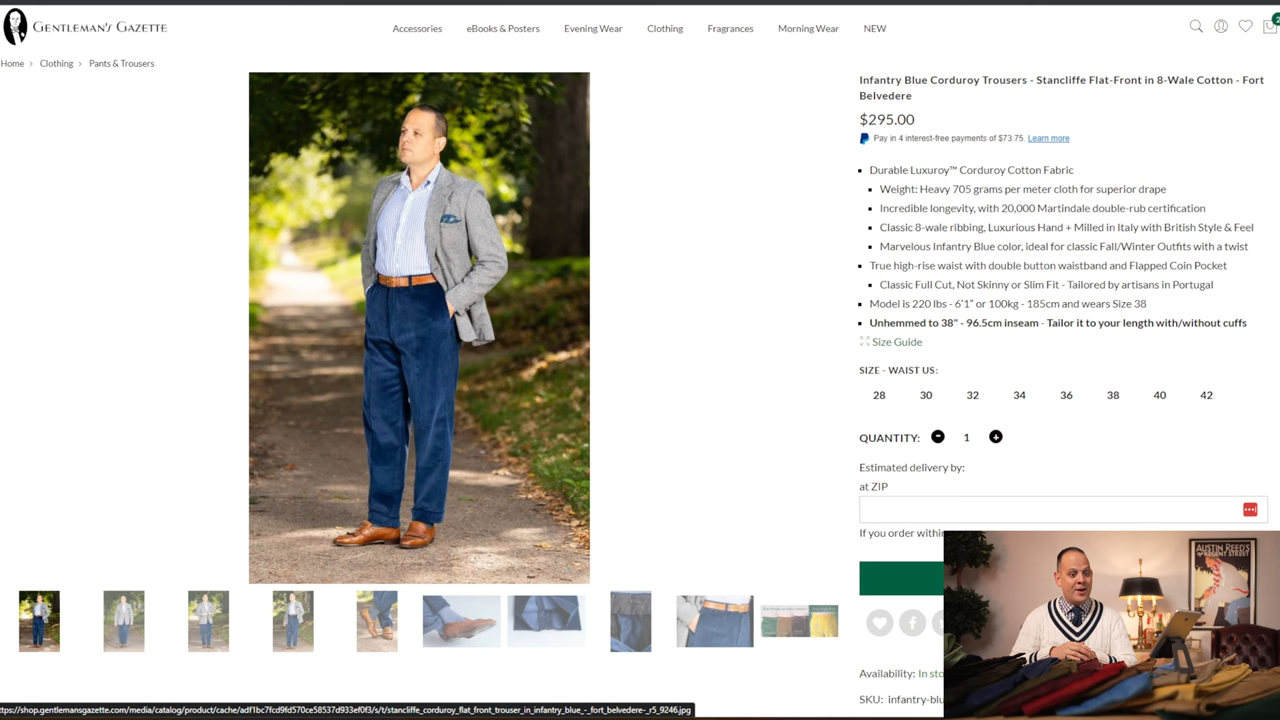 GENTLEMAN'S GAZETTE
Accessories
eBooks & Posters
Evening Wear
Clothing
Fragrances
Morning Wear
NEW
2
Home > Clothing > Pants & Trousers
Infantry Blue Corduroy Trousers - Stancliffe Flat-Front in 8-Wale Cotton - Fort
Belvedere
$295.00
Pay in 4 interest-free payments of $73.75. Learn more
Durable Luxuroy™ Corduroy Cotton Fabric
Weight: Heavy 705 grams per meter cloth for superior drape
Incredible longevity, with 20,000 Martindale double-rub certification
Classic 8-wale ribbing, Luxurious Hand + Milled in Italy with British Style & Feel
Marvelous Infantry Blue color, ideal for classic Fall/Winter Outfits with a twist
True high-rise waist with double button waistband and Flapped Coin Pocket
Classic Full Cut, Not Skinny or Slim Fit - Tailored by artisans in Portugal
Model is 220 lbs - 6'1" or 100kg - 185cm and wears Size 38
Unhemmed to 38" - 96.5cm inseam - Tailor it to your length with/without cuffs
Size Guide
SIZE - WAIST US:
28 30 32 34 36 38 40 42
QUANTITY: - 1 +
Estimated delivery by:
at ZIP
If you order within
AUSTIN REED'S
REGENT STREET
Availability: In sto
SKU: infantry-blu
ttps://shop.gentlemansgazette.com/media/catalog/product/cache/adf1bc7fcd9fd570ce58537d933ef0f3/s/t/stancliffe_corduroy_flat_front_trouser_in_infantry_blue_-_fort_belvedere-_r5_9246.jpg